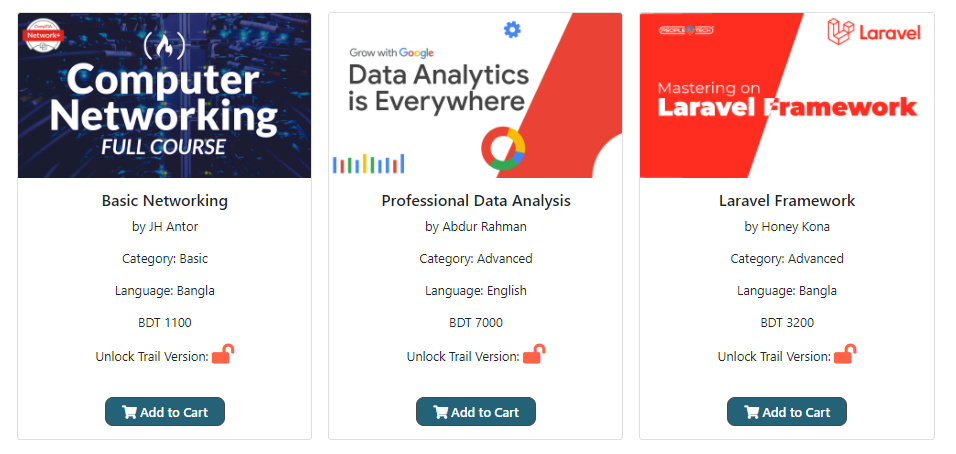 CompTIA
Network+
Computer
Networking
FULL COURSE
Basic Networking
by JH Antor
Category: Basic
Language: Bangla
BDT 1100
Unlock Trail Version:
Add to Cart
Grow with Google
Data Analytics
is Everywhere
Professional Data Analysis
by Abdur Rahman
Category: Advanced
Language: English
BDT 7000
Unlock Trail Version:
Add to Cart
PEOPLE N TECH
Laravel
Mastering on
Laravel Framework
Laravel Framework
by Honey Kona
Category: Advanced
Language: Bangla
BDT 3200
Unlock Trail Version:
Add to Cart